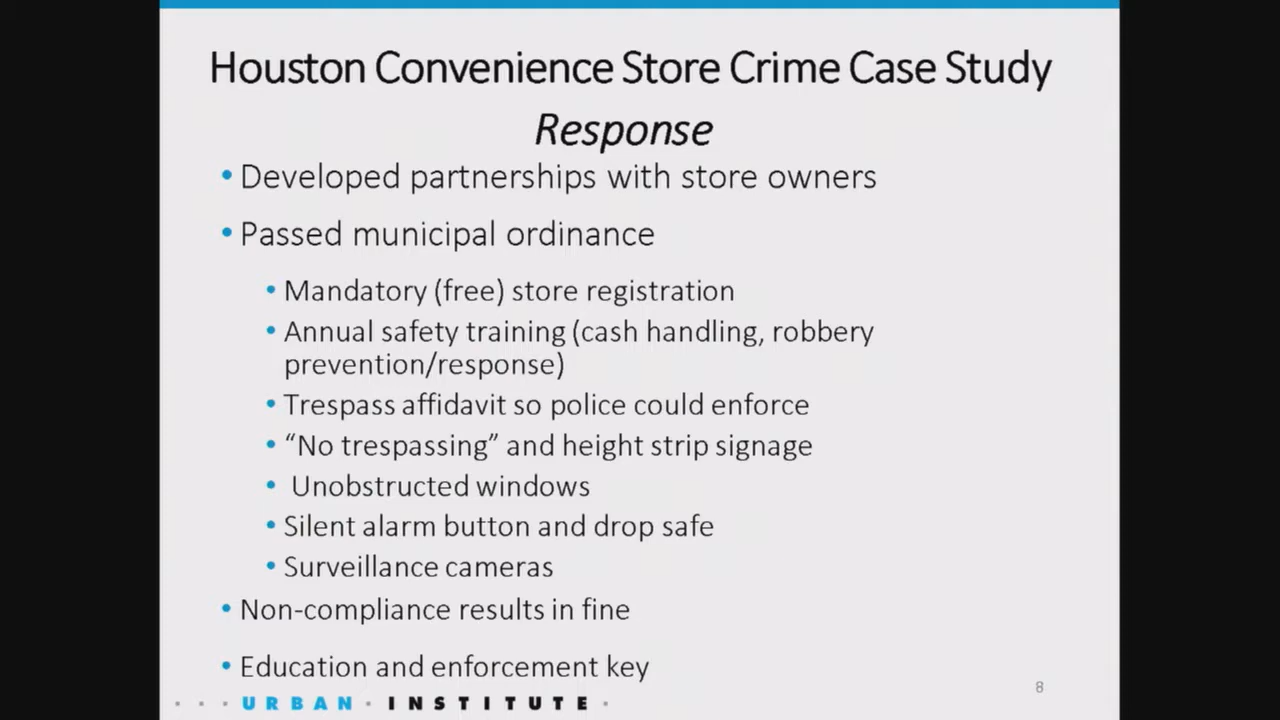 Houston Convenience Store Crime Case Study
Response
• Developed partnerships with store owners
• Passed municipal ordinance
• Mandatory (free) store registration
• Annual safety training (cash handling, robbery
prevention/response)
• Trespass affidavit so police could enforce
• “No trespassing” and height strip signage
• Unobstructed windows
• Silent alarm button and drop safe
• Surveillance cameras
• Non-compliance results in fine
• Education and enforcement key
8
· · · URBAN · INSTITUTE ·